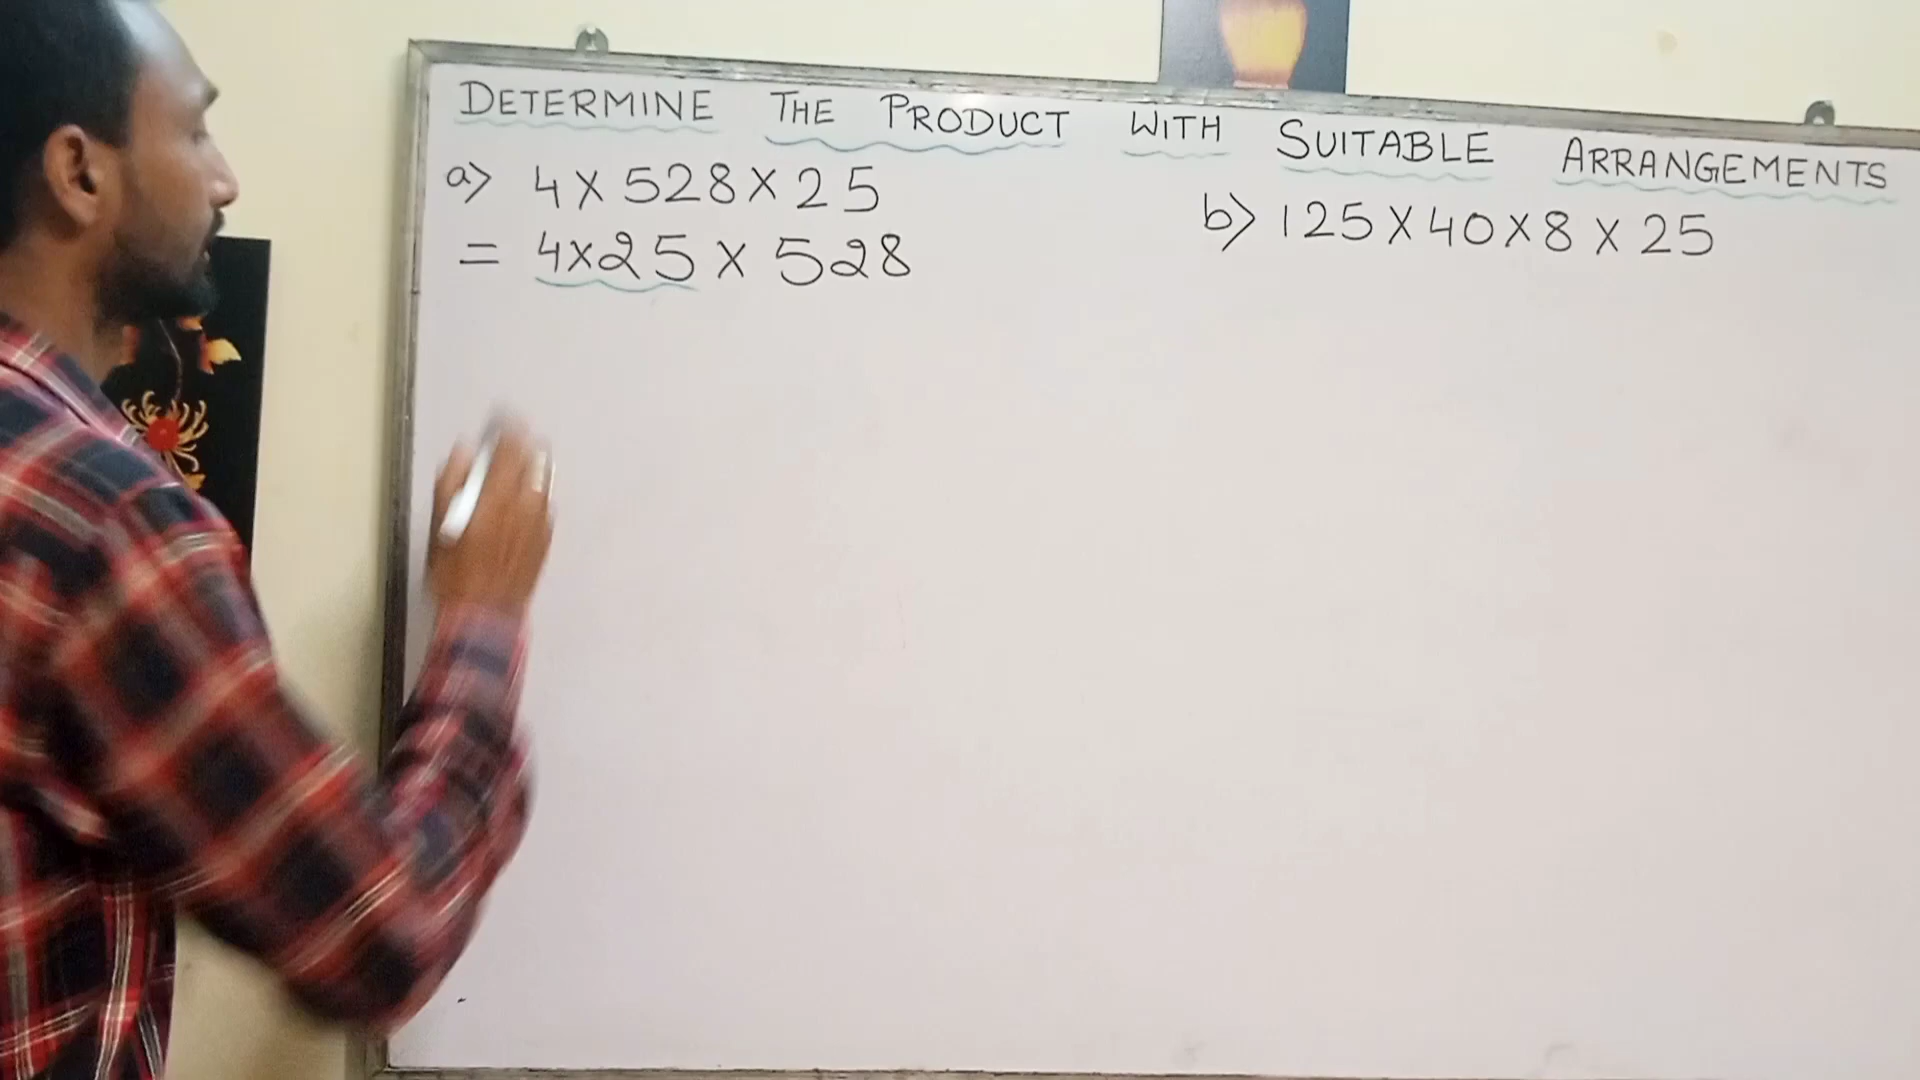 DETERMINE THE PRODUCT WITH SUITABLE ARRANGEMENTS
a) 4 X 528 X 25
= 4x25 X 528
b) 125 X 40 X 8 X 25